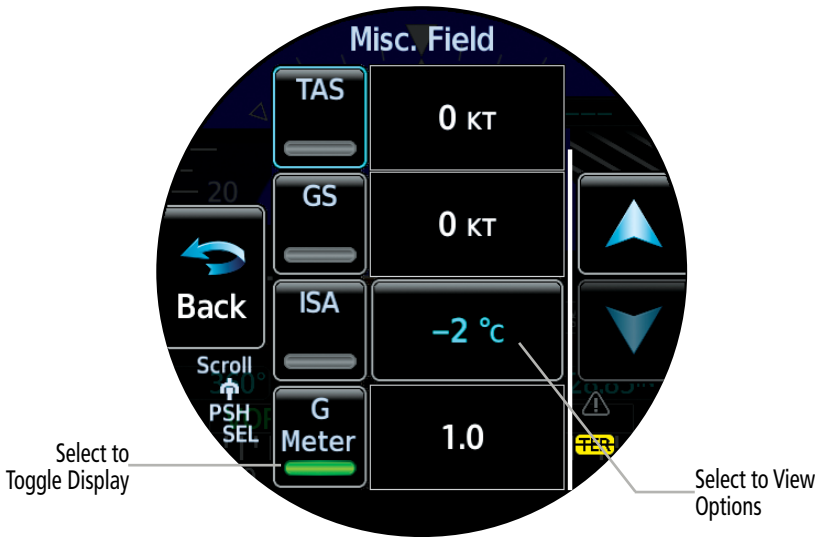 Misc. Field
TAS
0 KT
20
GS
0 KT
Back
ISA
−2 °C
Scroll
PSH
SEL
G
Meter
1.0
TER
Select to
Toggle Display
Select to View
Options